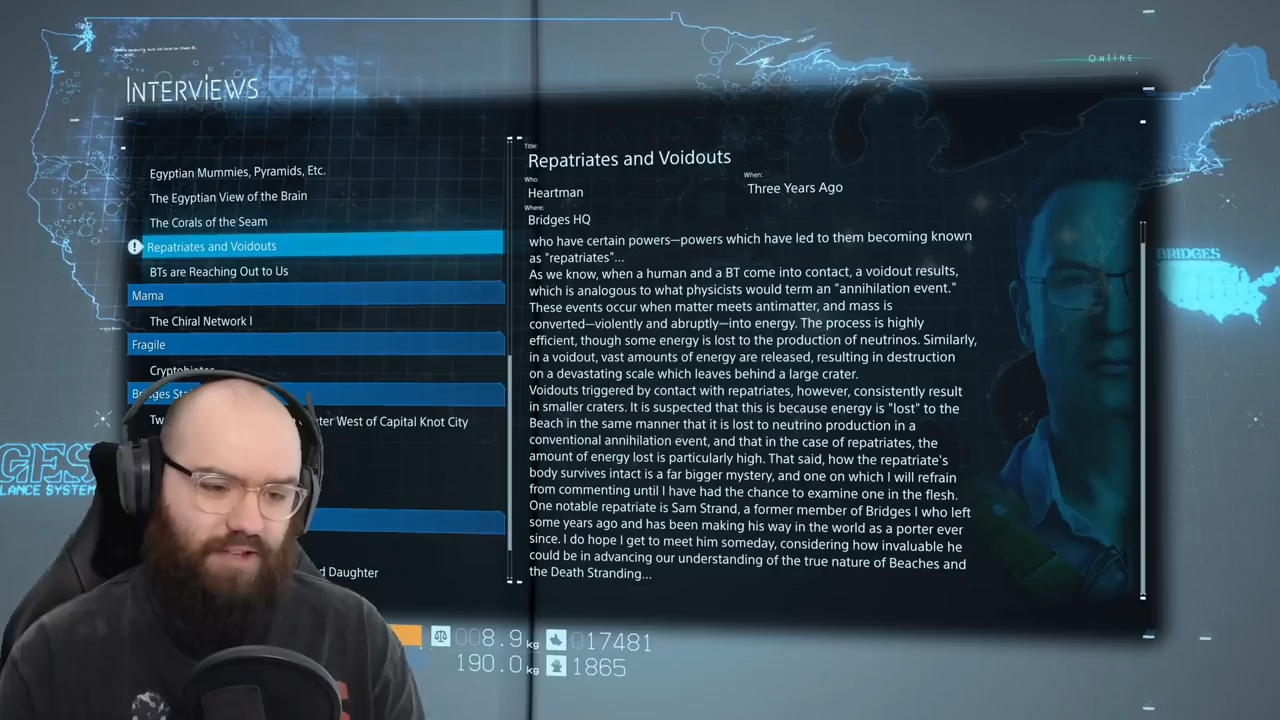 ONLINE
INTERVIEWS
Egyptian Mummies, Pyramids, Etc.
The Egyptian View of the Brain
The Corals of the Seam
Repatriates and Voidouts
BTs are Reaching Out to Us
Mama
The Chiral Network I
Fragile
Cryptobiotes
Bridges
Tw
ter West of Capital Knot City
d Daughter
Title:
Repatriates and Voidouts
Who:
Heartman
When:
Three Years Ago
Where:
Bridges HQ
who have certain powers—powers which have led to them becoming known
as "repatriates"...
As we know, when a human and a BT come into contact, a voidout results,
which is analogous to what physicists would term an "annihilation event."
These events occur when matter meets antimatter, and mass is
converted—violently and abruptly—into energy. The process is highly
efficient, though some energy is lost to the production of neutrinos. Similarly,
in a voidout, vast amounts of energy are released, resulting in destruction
on a devastating scale which leaves behind a large crater.
Voidouts triggered by contact with repatriates, however, consistently result
in smaller craters. It is suspected that this is because energy is "lost" to the
Beach in the same manner that it is lost to neutrino production in a
conventional annihilation event, and that in the case of repatriates, the
amount of energy lost is particularly high. That said, how the repatriate's
body survives intact is a far bigger mystery, and one on which I will refrain
from commenting until I have had the chance to examine one in the flesh.
One notable repatriate is Sam Strand, a former member of Bridges I who left
some years ago and has been making his way in the world as a porter ever
since. I do hope I get to meet him someday, considering how invaluable he
could be in advancing our understanding of the true nature of Beaches and
the Death Stranding...
BRIDGES
GES
LANCE SYSTEM
008.9 kg
017481
190.0 kg
1865